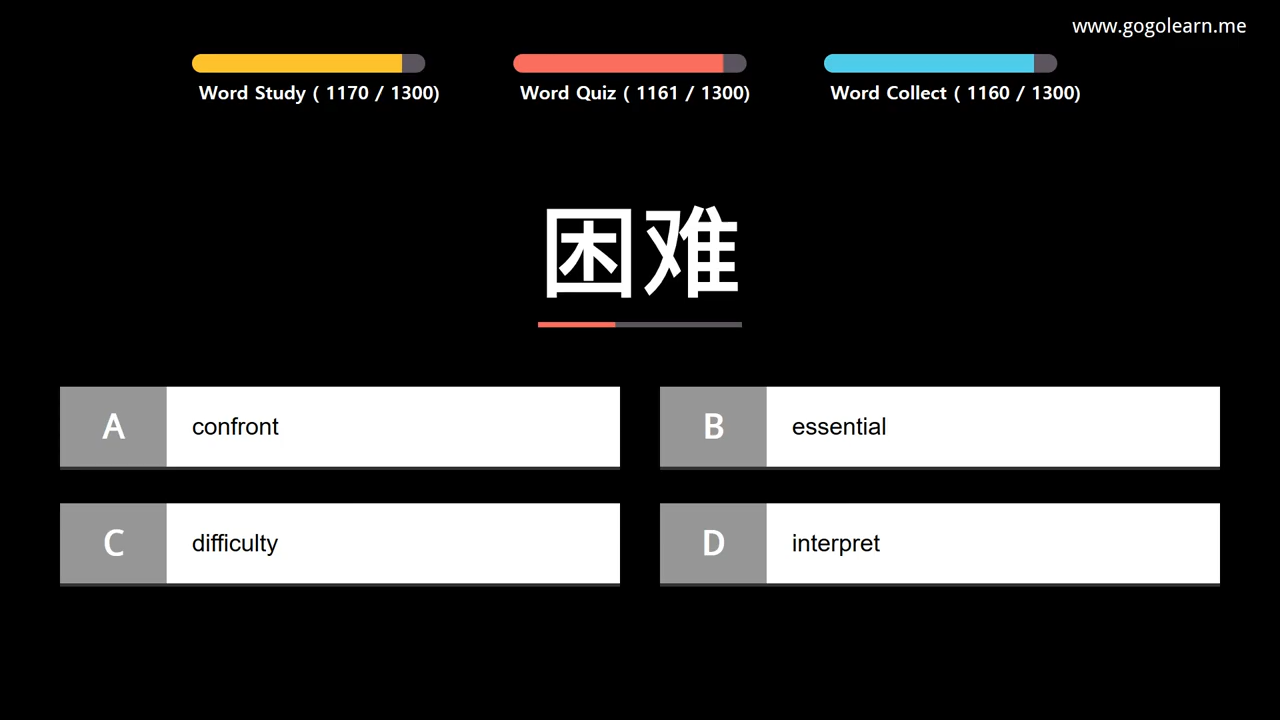 www.gogolearn.me
Word Study ( 1170 / 1300)
Word Quiz ( 1161 / 1300)
Word Collect ( 1160 / 1300)
困难
A confront
B essential
C difficulty
D interpret